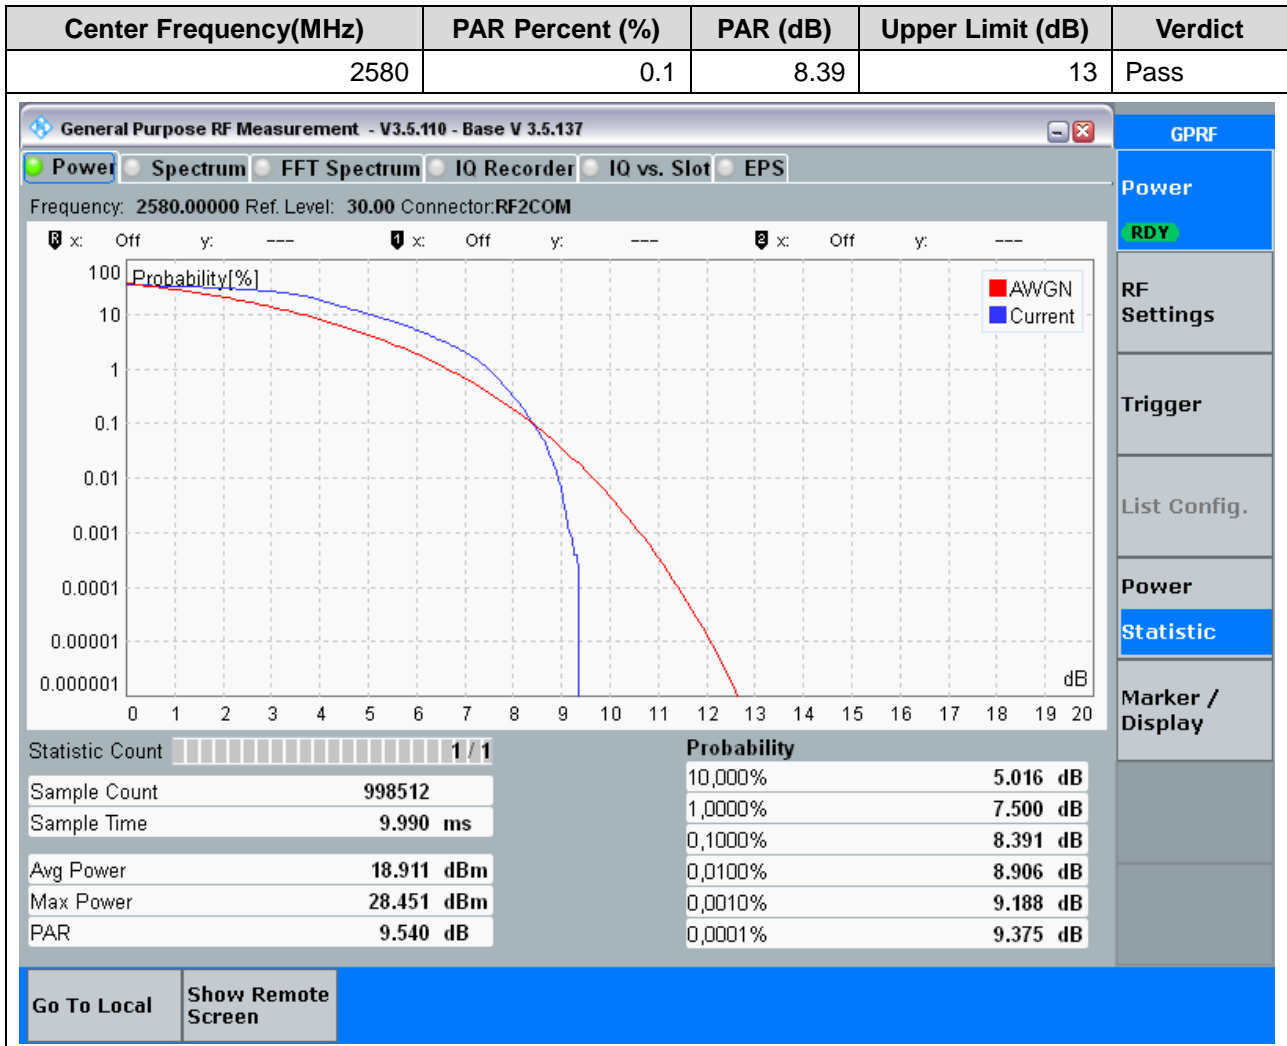 Center Frequency(MHz) PAR Percent (%) PAR (dB) Upper Limit (dB) Verdict
2580 0.1 8.39 13 Pass
General Purpose RF Measurement - V3.5.110 - Base V 3.5.137
GPRF
Power Spectrum FFT Spectrum IQ Recorder IQ vs. Slot EPS
Power
RDY
Frequency: 2580.00000 Ref. Level: 30.00 Connector:RF2COM
R x: Off y: --- 1 x: Off y: --- 2 x: Off y: ---
Probability[%]
AWGN
Current
100
10
1
0.1
0.01
0.001
0.0001
0.00001
0.000001
dB
0 1 2 3 4 5 6 7 8 9 10 11 12 13 14 15 16 17 18 19 20
RF
Settings
Trigger
List Config.
Power
Statistic
Marker /
Display
Statistic Count 1 / 1
Sample Count 998512
Sample Time 9.990 ms
Avg Power 18.911 dBm
Max Power 28.451 dBm
PAR 9.540 dB
Probability
10,000% 5.016 dB
1,0000% 7.500 dB
0,1000% 8.391 dB
0,0100% 8.906 dB
0,0010% 9.188 dB
0,0001% 9.375 dB
Go To Local
Show Remote
Screen